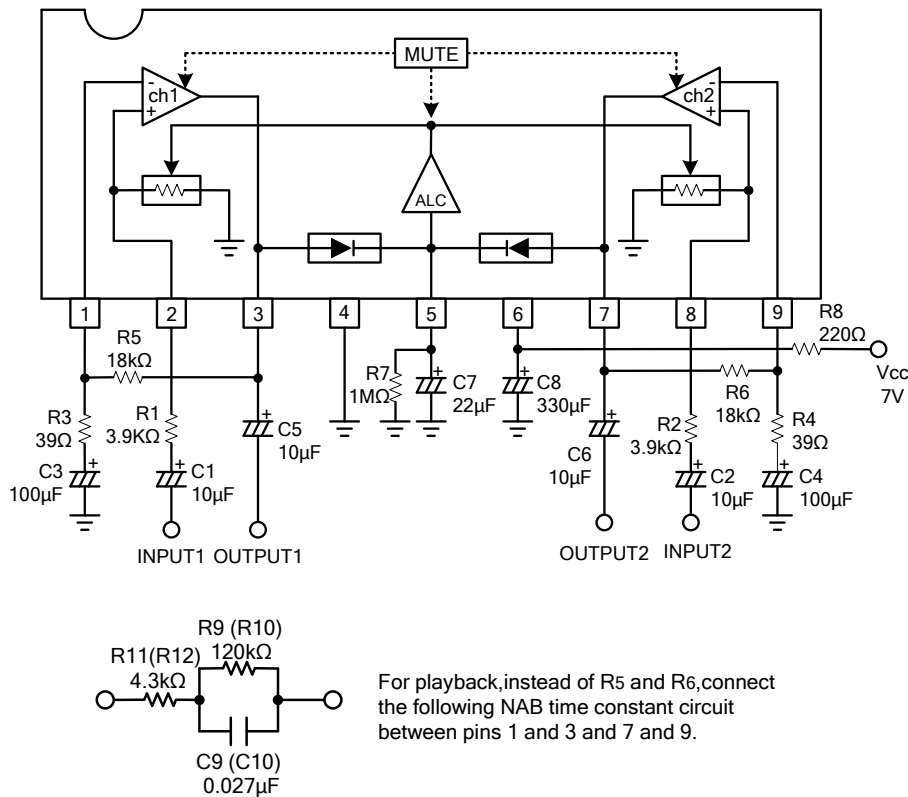 MUTE
-
ch1
+
-
ch2
+
ALC
1
2
3
4
5
6
7
8
9
R5
18kΩ
R3
39Ω
+
C3
100µF
R1
3.9KΩ
+
C1
10µF
+
C5
10µF
R7
1MΩ
+
C7
22µF
+
C8
330µF
+
C6
10µF
R6
18kΩ
R2
3.9kΩ
+
C2
10µF
R4
39Ω
+
C4
100µF
R8
220Ω
Vcc
7V
INPUT1
OUTPUT1
OUTPUT2
INPUT2
R9 (R10)
120kΩ
R11(R12)
4.3kΩ
C9 (C10)
0.027µF
For playback,instead of R5 and R6,connect
the following NAB time constant circuit
between pins 1 and 3 and 7 and 9.